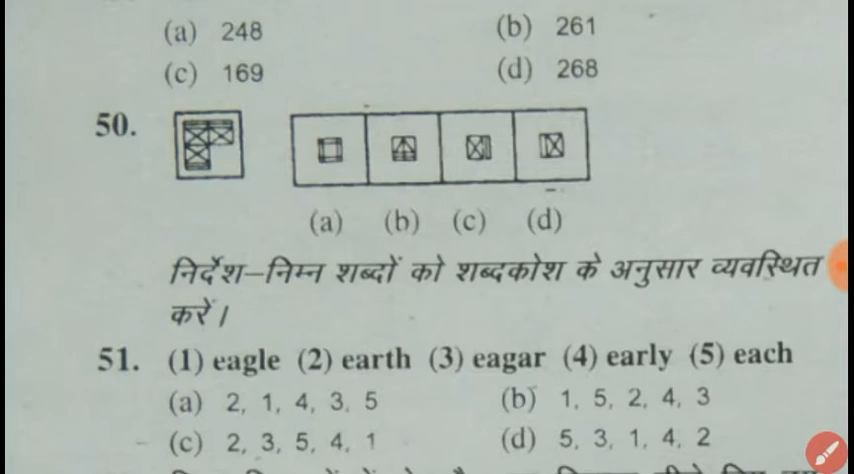 (a) 248 (b) 261
(c) 169 (d) 268
50.
(a) (b) (c) (d)
निर्देश–निम्न शब्दों को शब्दकोश के अनुसार व्यवस्थित
करें।
51. (1) eagle (2) earth (3) eagar (4) early (5) each
(a) 2, 1, 4, 3, 5 (b) 1, 5, 2, 4, 3
(c) 2, 3, 5, 4, 1 (d) 5, 3, 1, 4, 2